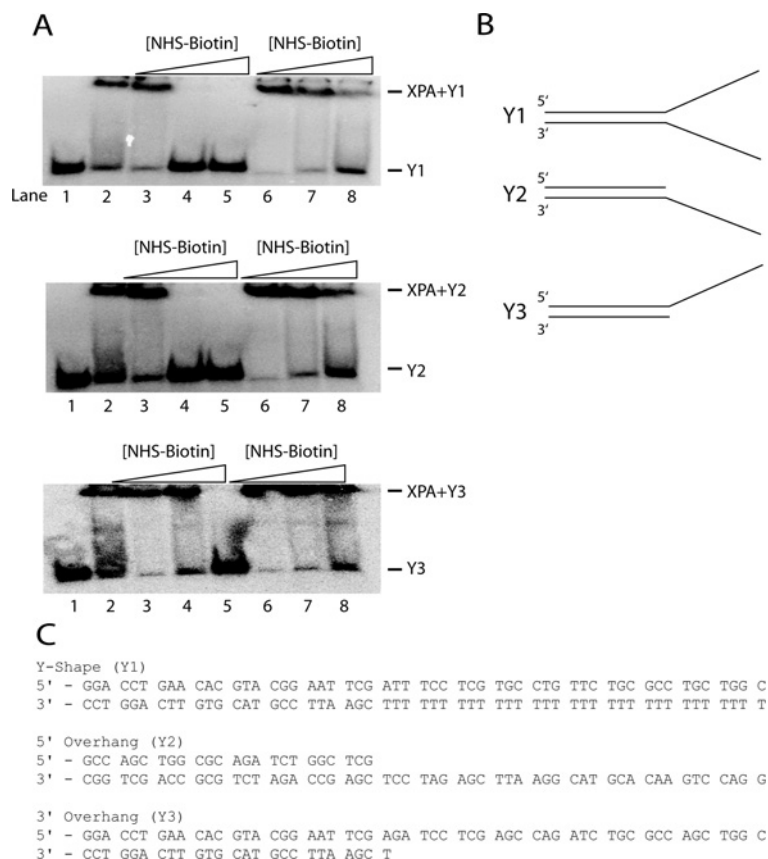 A
B
[NHS-Biotin] [NHS-Biotin]
XPA+Y1
Y1
Lane 1 2 3 4 5 6 7 8
5′
Y1
3′
5′
Y2
3′
5′
Y3
3′
[NHS-Biotin] [NHS-Biotin]
XPA+Y2
Y2
1 2 3 4 5 6 7 8
[NHS-Biotin] [NHS-Biotin]
XPA+Y3
Y3
1 2 3 4 5 6 7 8
C
Y-Shape (Y1)
5' - GGA CCT GAA CAC GTA CGG AAT TCG ATT TCC TCG TGC CTG TTC TGC GCC TGC TGG C
3' - CCT GGA CTT GTG CAT GCC TTA AGC TTT TTT TTT TTT TTT TTT TTT TTT TTT TTT T
5' Overhang (Y2)
5' - GCC AGC TGG CGC AGA TCT GGC TCG
3' - CGG TCG ACC GCG TCT AGA CCG AGC TCC TAG AGC TTA AGG CAT GCA CAA GTC CAG G
3' Overhang (Y3)
5' - GGA CCT GAA CAC GTA CGG AAT TCG AGA TCC TCG AGC CAG ATC TGC GCC AGC TGG C
3' - CCT GGA CTT GTG CAT GCC TTA AGC T